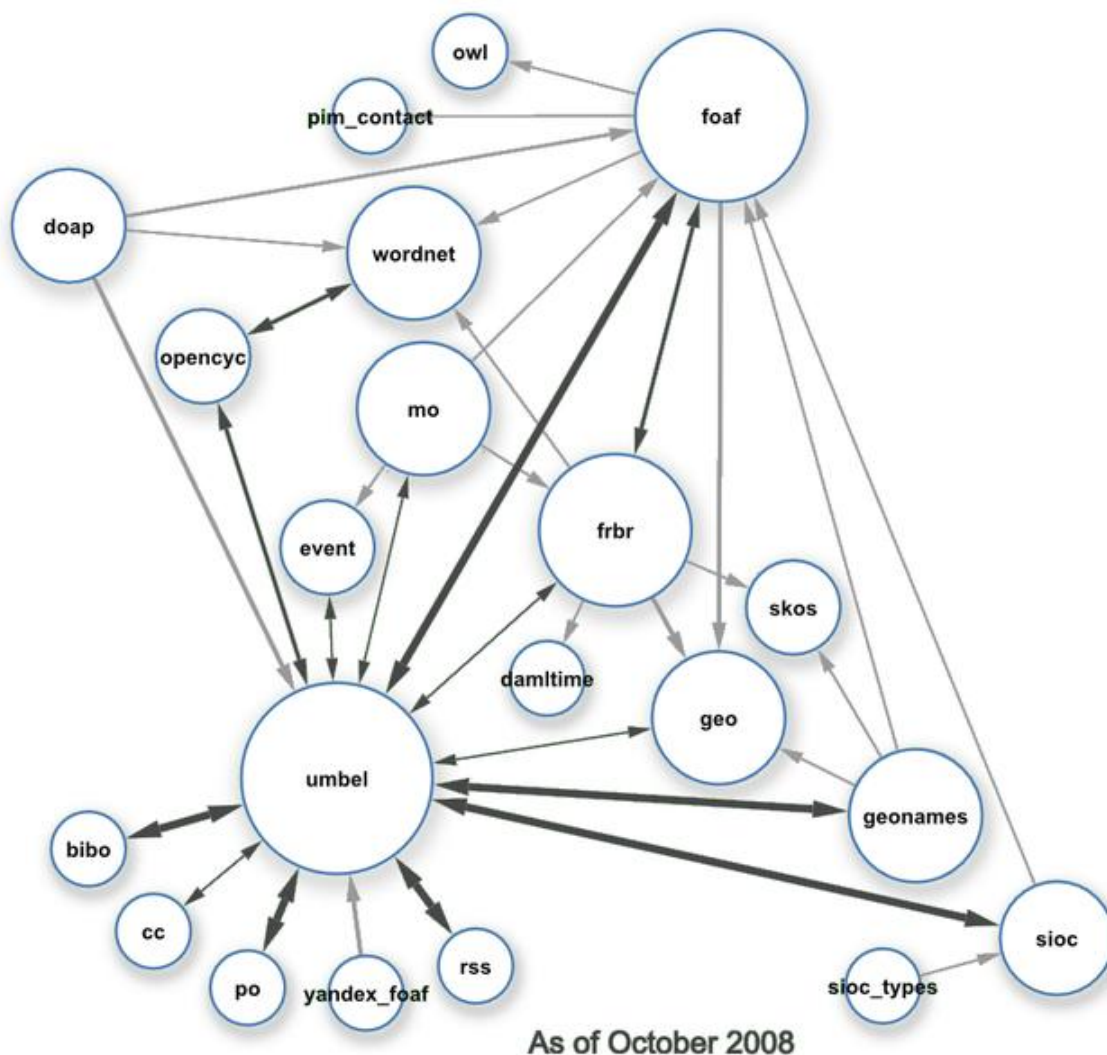 owl
foaf
pim_contact
doap
wordnet
opencyc
mo
frbr
event
skos
damltime
geo
umbel
geonames
bibo
cc
sioc
rss
po
yandex_foaf
sioc_types
As of October 2008